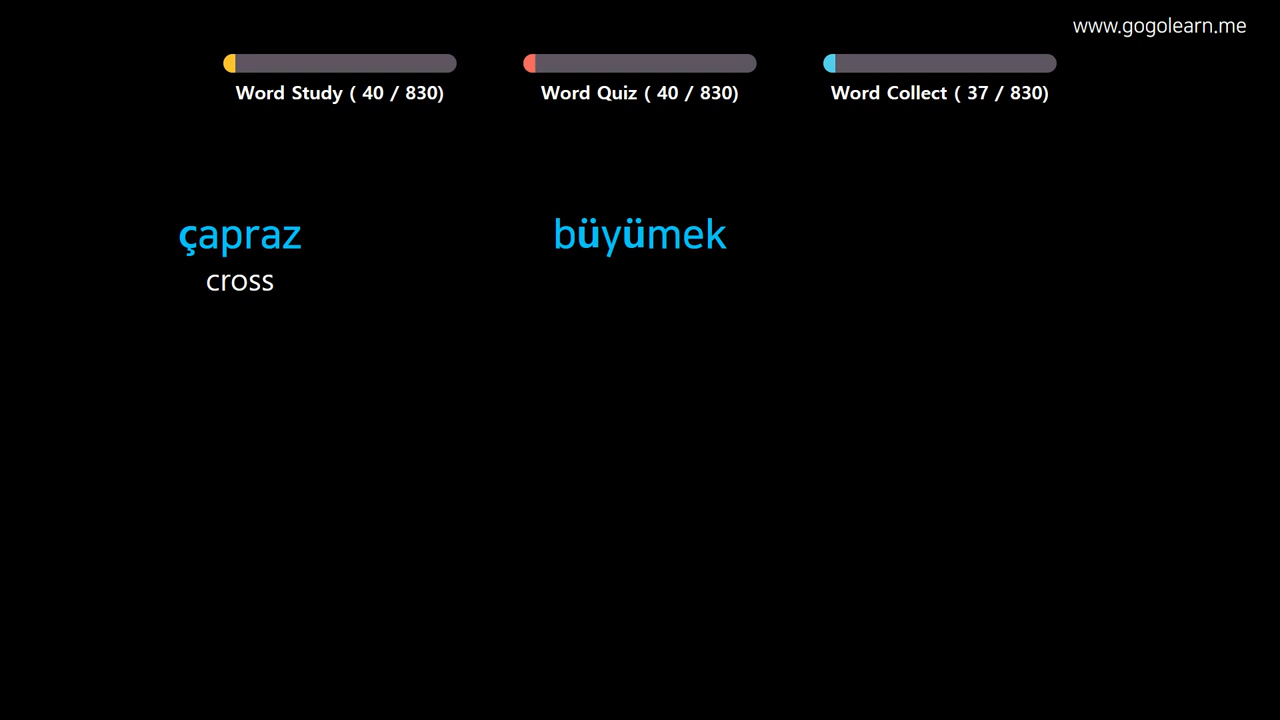 www.gogolearn.me
Word Study ( 40 / 830)
Word Quiz ( 40 / 830)
Word Collect ( 37 / 830)
çapraz
büyümek
cross